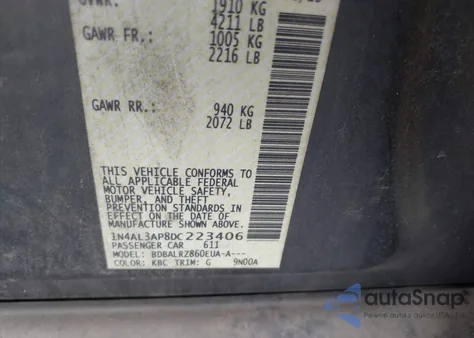 GVWR: 1910 KG
4211 LB
GAWR FR.: 1005 KG
2216 LB
GAWR RR.: 940 KG
2072 LB
THIS VEHICLE CONFORMS TO
ALL APPLICABLE FEDERAL
MOTOR VEHICLE SAFETY,
BUMPER, AND THEFT
PREVENTION STANDARDS IN
EFFECT ON THE DATE OF
MANUFACTURE SHOWN ABOVE.
1N4AL3AP8DC223406
PASSENGER CAR 611
MODEL: BDBALRZ860EUA-A---
COLOR: KBC TRIM: G 9N00A
autoSnap